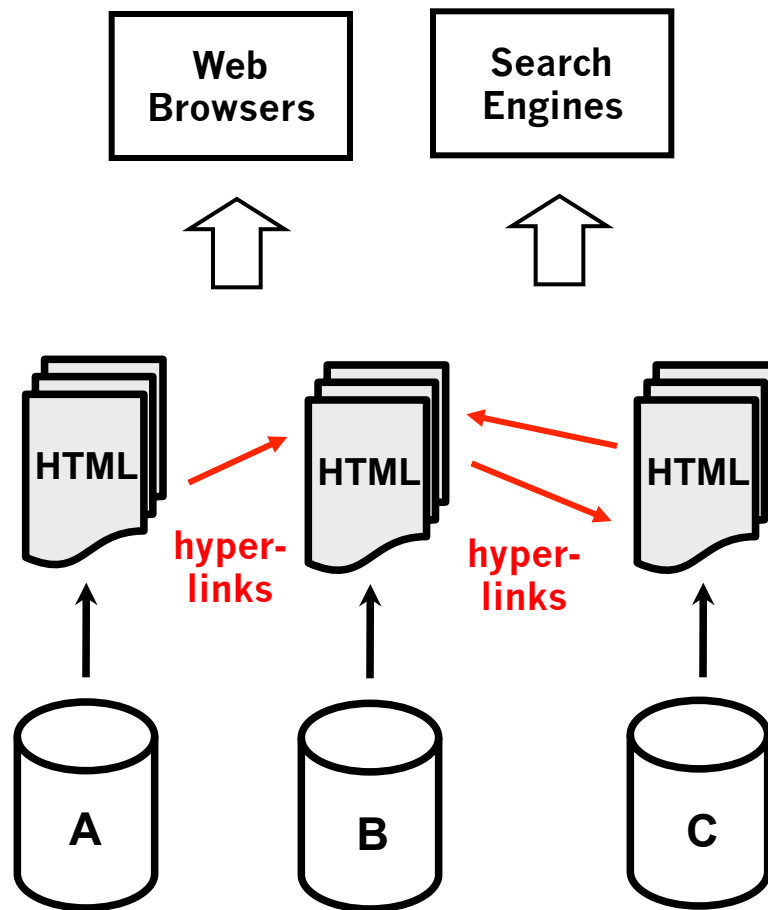 Web
Browsers
Search
Engines
HTML
HTML
HTML
hyper-
links
hyper-
links
A
B
C